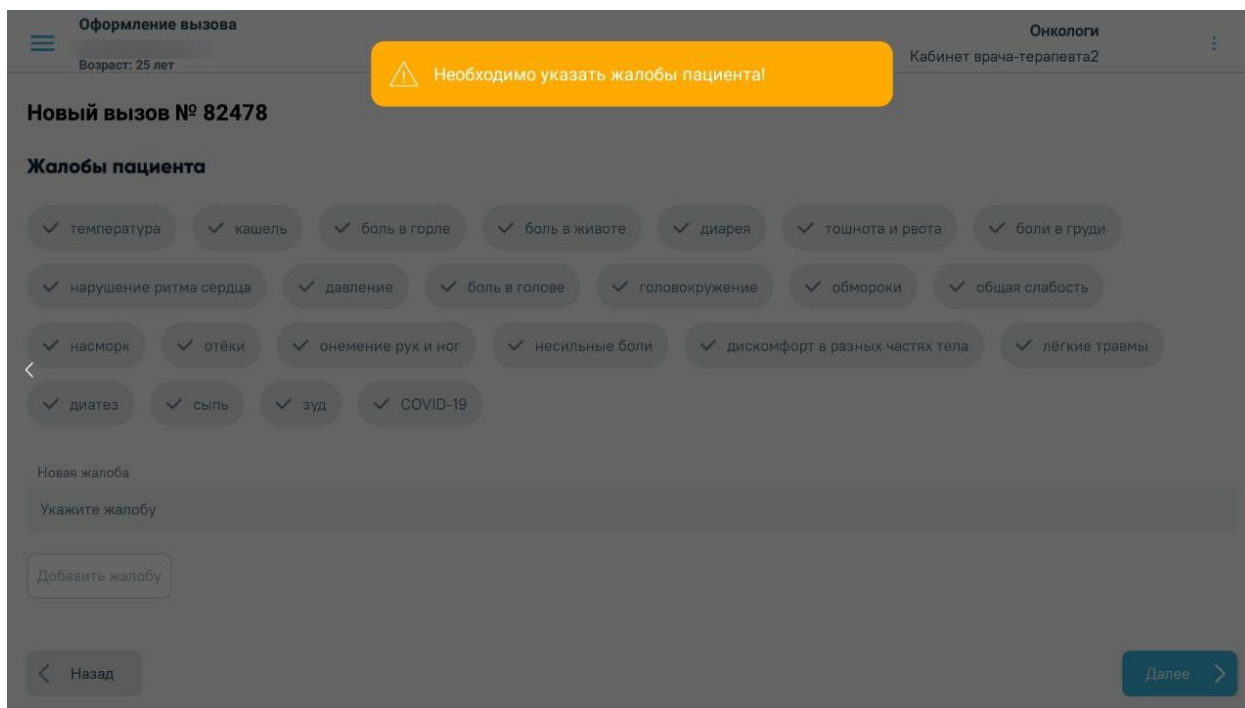 Оформление вызова
Возраст: 25 лет
Онкологи
Кабинет врача-терапевта2
Необходимо указать жалобы пациента!
Новый вызов № 82478
Жалобы пациента
температура кашель боль в горле боль в животе диарея тошнота и рвота боли в груди
нарушение ритма сердца давление боль в голове головокружение обмороки общая слабость
насморк отёки онемение рук и ног несильные боли дискомфорт в разных частях тела лёгкие травмы
диатез сыпь зуд COVID-19
Новая жалоба
Укажите жалобу
Добавить жалобу
Назад Далее